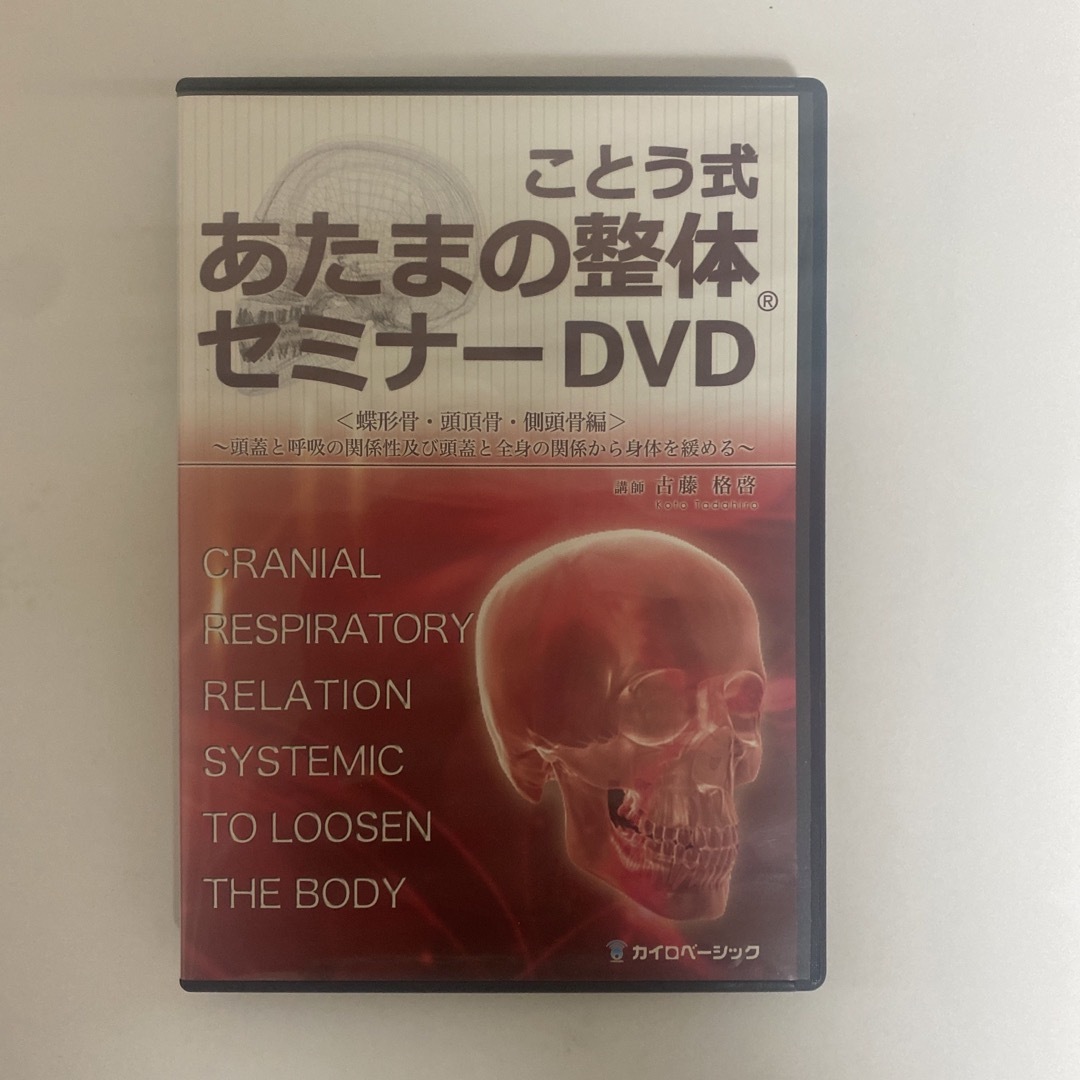 ことう式
あたまの整体®
セミナーDVD
<蝶形骨・頭頂骨・側頭骨編>
~頭蓋と呼吸の関係性及び頭蓋と全身の関係から身体を緩める~
講師 古藤 格啓
Koto Tadahiro
CRANIAL
RESPIRATORY
RELATION
SYSTEMIC
TO LOOSEN
THE BODY
カイロベーシック